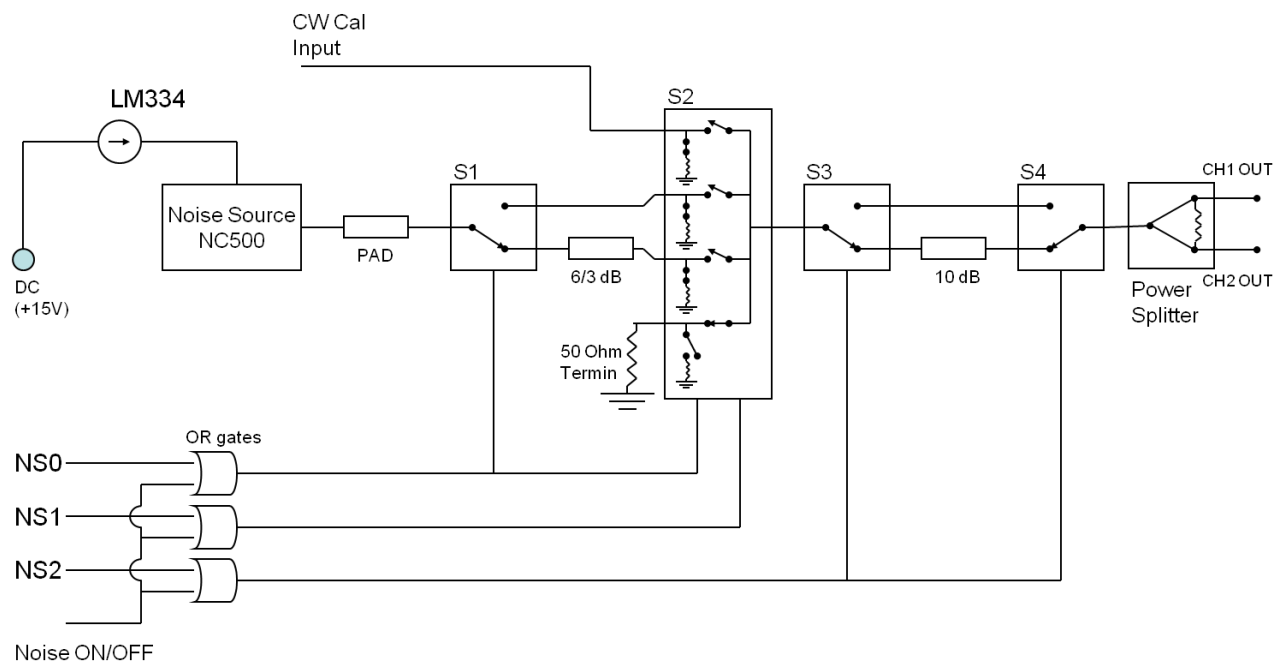 CW Cal
Input
LM334
S2
S1
S3
S4
CH1 OUT
Noise Source
NC500
PAD
6/3 dB
10 dB
CH2 OUT
DC
(+15V)
Power
Splitter
50 Ohm
Termin
OR gates
NS0
NS1
NS2
Noise ON/OFF